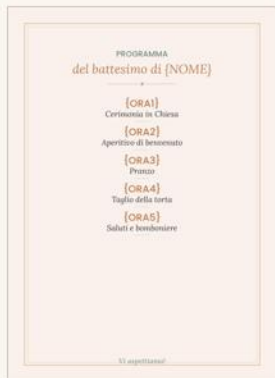 PROGRAMMA
del battesimo di {NOME}
{ORA1}
Cerimonia in Chiesa
{ORA2}
Aperitivo di benvenuto
{ORA3}
Pranzo
{ORA4}
Taglio della torta
{ORA5}
Saluti e bomboniere
Vi aspettiamo!